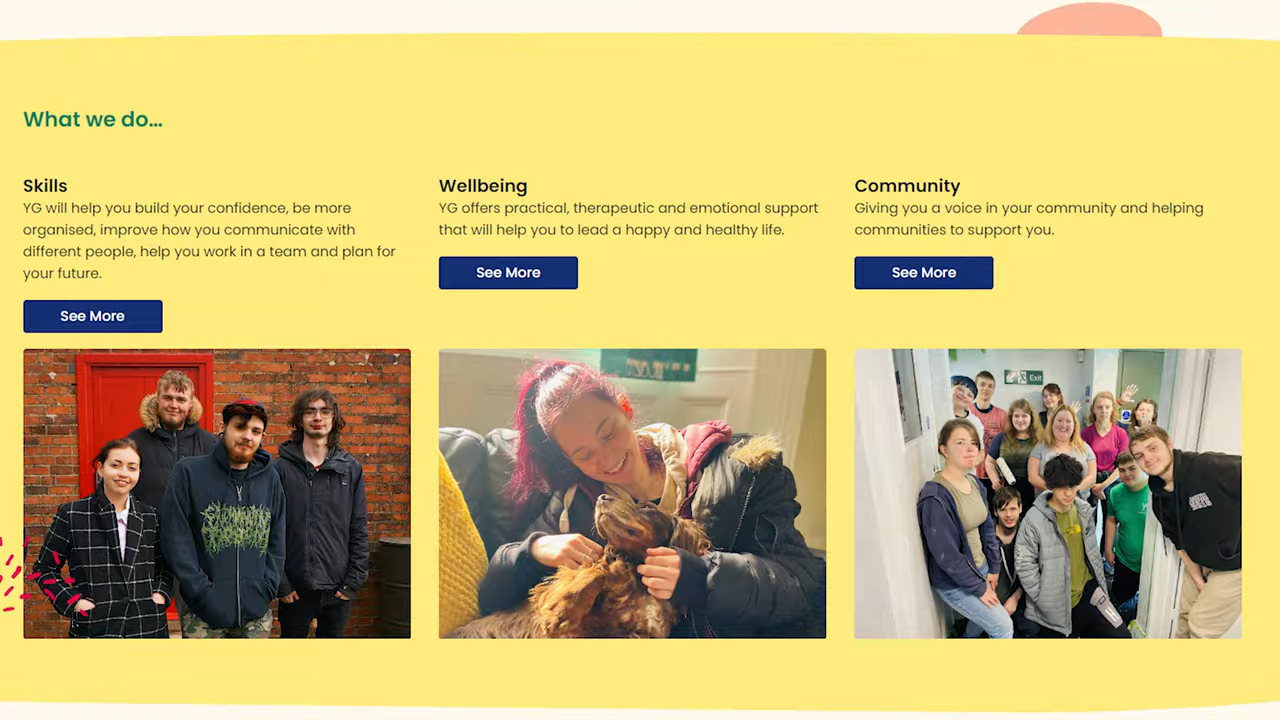 What we do...
Skills
YG will help you build your confidence, be more
organised, improve how you communicate with
different people, help you work in a team and plan for
your future.
See More
Wellbeing
YG offers practical, therapeutic and emotional support
that will help you to lead a happy and healthy life.
See More
Community
Giving you a voice in your community and helping
communities to support you.
See More
Exit